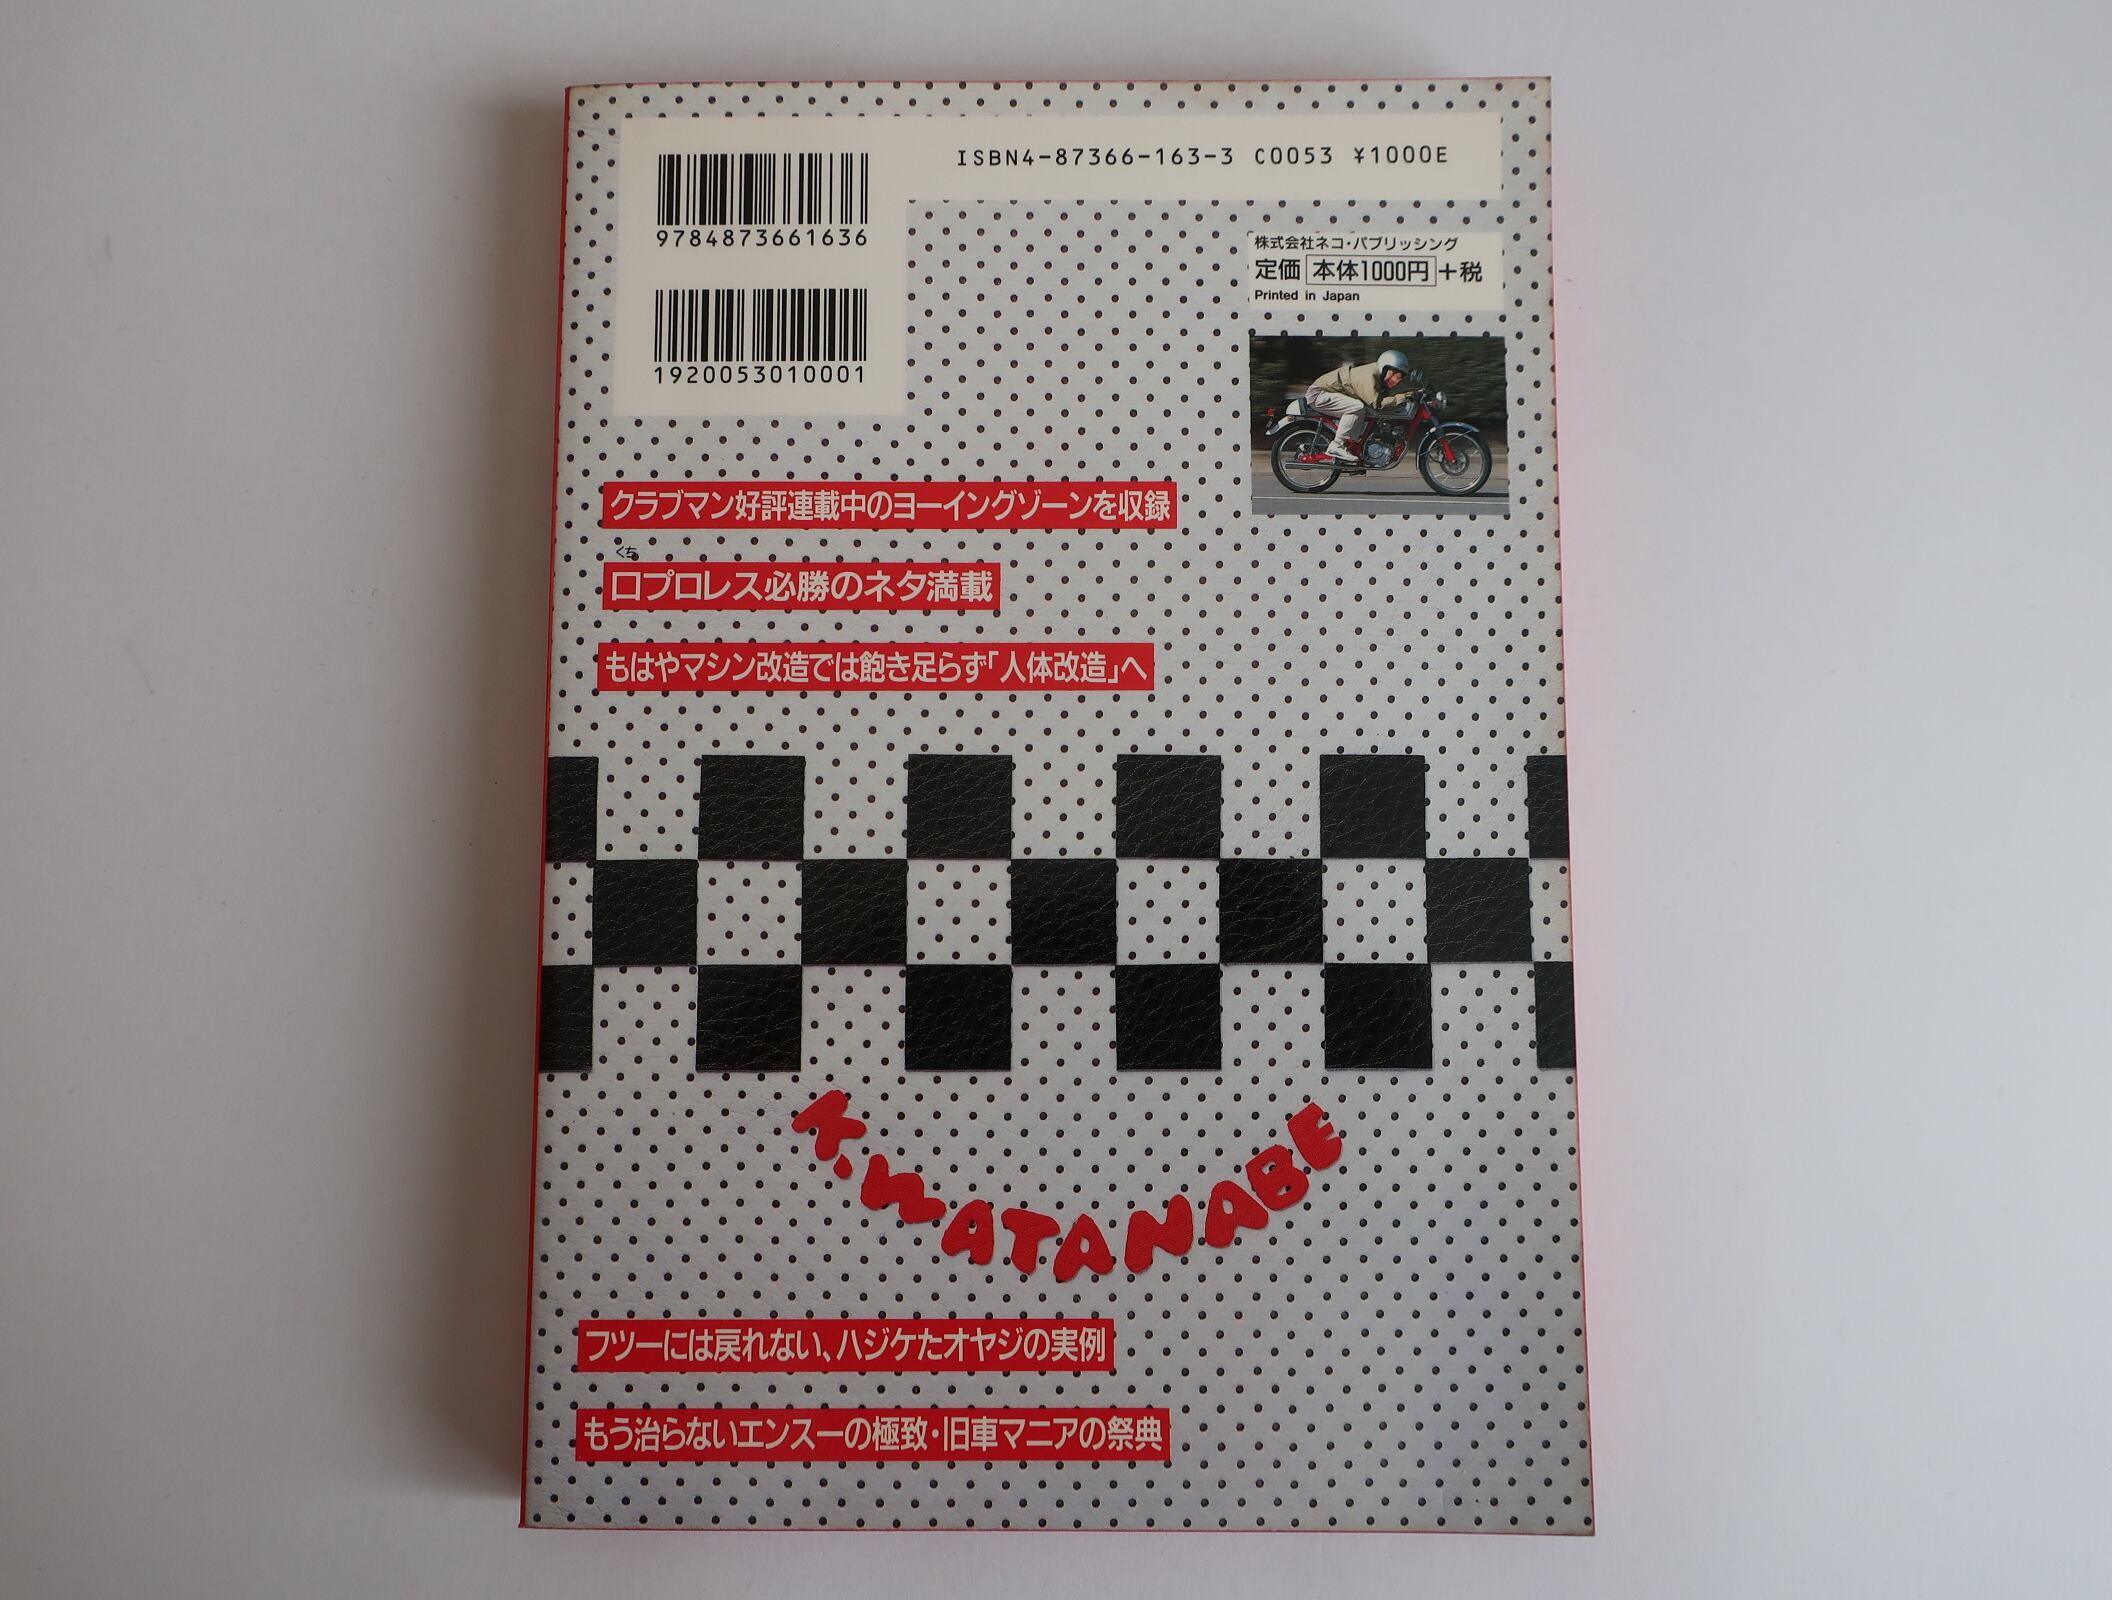 ISBN4-87366-163-3 C0053 ¥1000E
9784873661636
1920053010001
株式会社ネコ・パブリッシング
定価 本体1000円+税
Printed in Japan
クラブマン好評連載中のヨーイングゾーンを収録
くち
口プロレス必勝のネタ満載
もはやマシン改造では飽き足らず「人体改造」へ
K.WATANABE
フツーには戻れない、ハジケたオヤジの実例
もう治らないエンスーの極致・旧車マニアの祭典